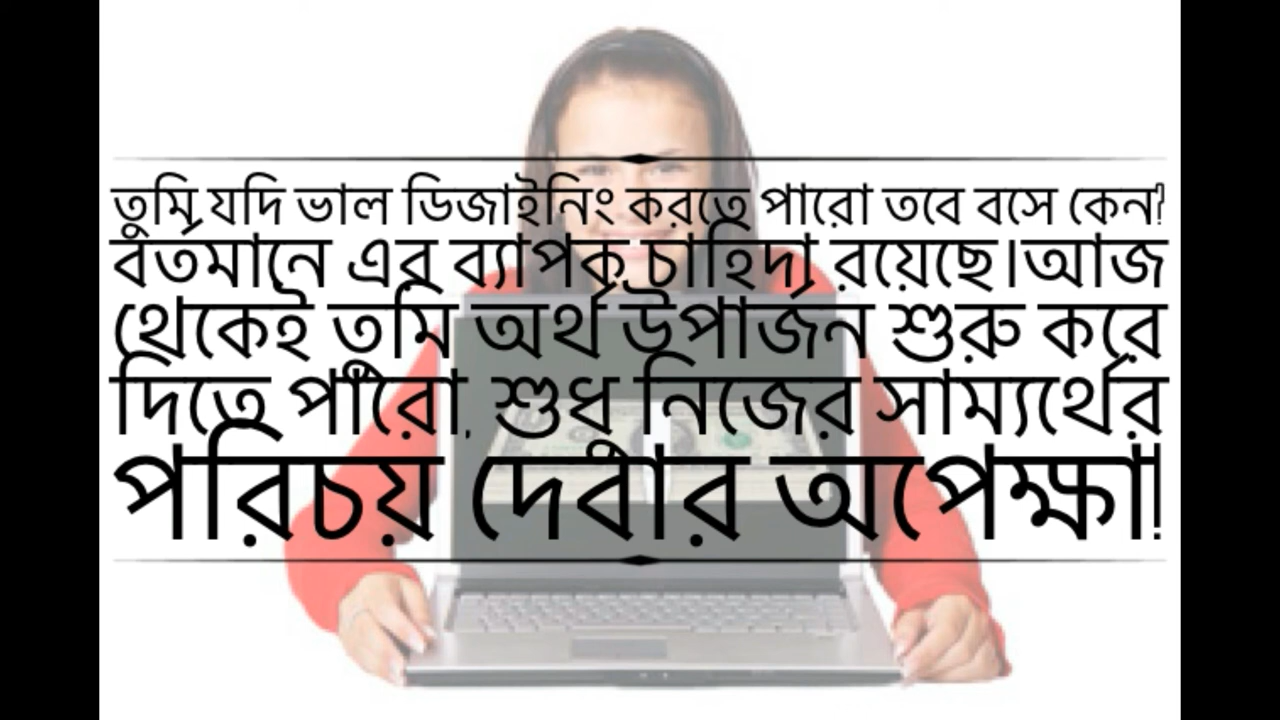 তুমি যদি ভাল ডিজাইনিং করতে পারো তবে বসে কেন?
বর্তমানে এর ব্যাপক চাহিদা রয়েছে।আজ
থেকেই তুমি অর্থ উপার্জন শুরু করে
দিতে পারো, শুধু নিজের সাম্যর্থের
পরিচয় দেবার অপেক্ষা!